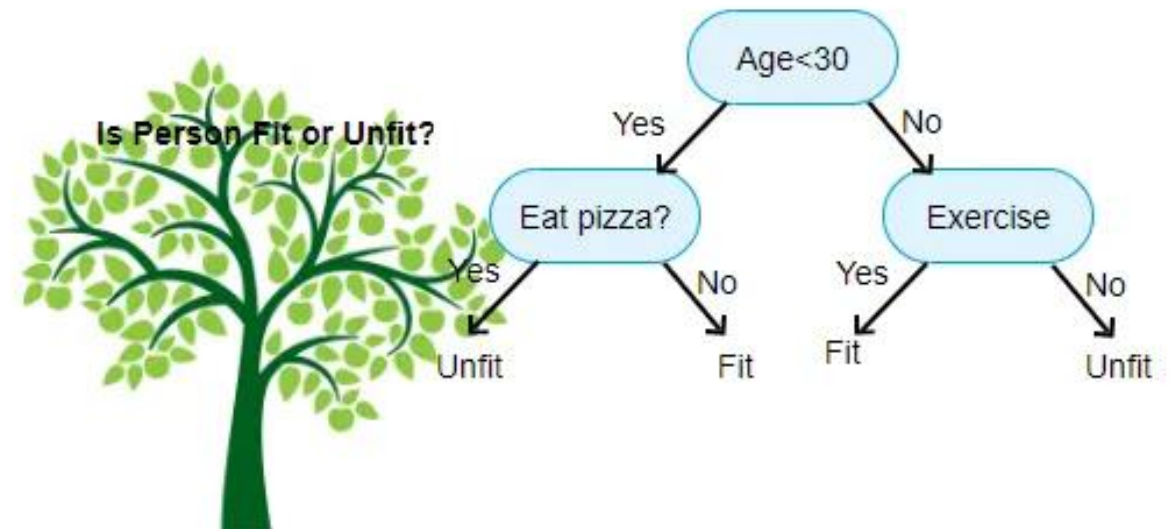 Age<30
Is Person Fit or Unfit?
Yes
No
Eat pizza?
Exercise
Yes
No
Yes
No
Unfit
Fit
Fit
Unfit